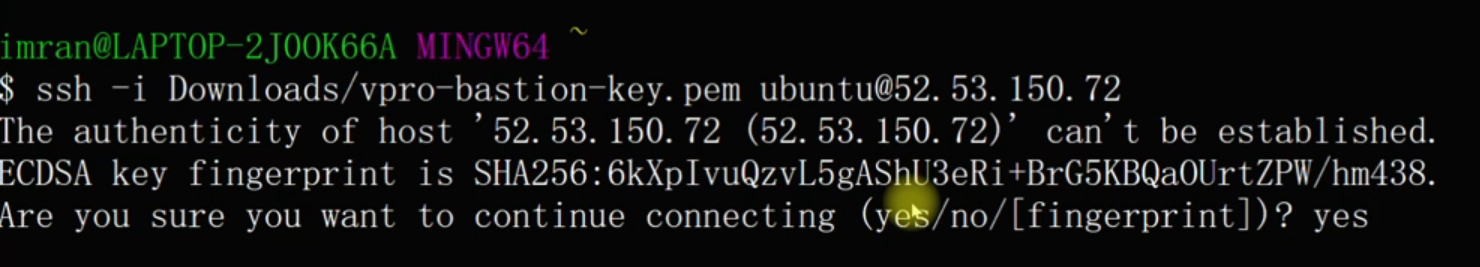 imran@LAPTOP-2J0OK66A MINGW64 ~
$ ssh -i Downloads/vpro-bastion-key.pem ubuntu@52.53.150.72
The authenticity of host '52.53.150.72 (52.53.150.72)' can't be established.
ECDSA key fingerprint is SHA256:6kXpIvuQzvL5gAShU3eRi+BrG5KBQaOUrtZPW/hm438.
Are you sure you want to continue connecting (yes/no/[fingerprint])? yes